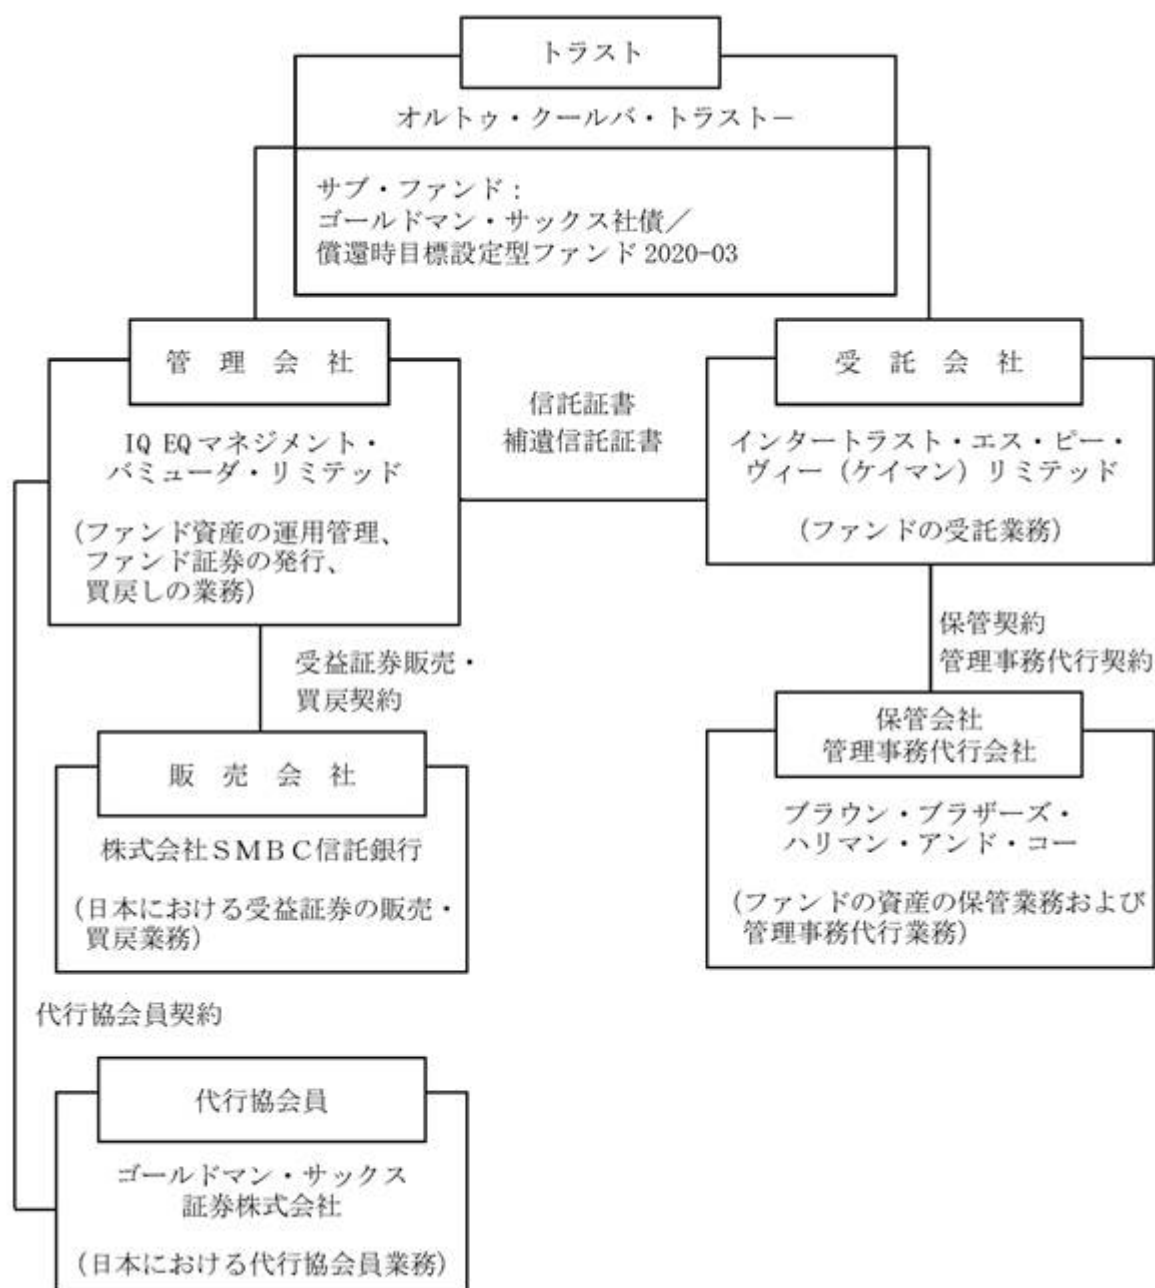 トラスト
オルトゥ・クールバ・トラスト－
サブ・ファンド：
ゴールドマン・サックス社債／
償還時目標設定型ファンド 2020-03
管 理 会 社
IQ EQ マネジメント・
バミューダ・リミテッド
（ファンド資産の運用管理、
ファンド証券の発行、
買戻しの業務）
信託証書
補遺信託証書
受 託 会 社
インタートラスト・エス・ピー・
ヴィー（ケイマン）リミテッド
（ファンドの受託業務）
受益証券販売・
買戻契約
保管契約
管理事務代行契約
販 売 会 社
株式会社ＳＭＢＣ信託銀行
（日本における受益証券の販売・
買戻業務）
保管会社
管理事務代行会社
ブラウン・ブラザーズ・
ハリマン・アンド・コー
（ファンドの資産の保管業務および
管理事務代行業務）
代行協会員契約
代行協会員
ゴールドマン・サックス
証券株式会社
（日本における代行協会員業務）